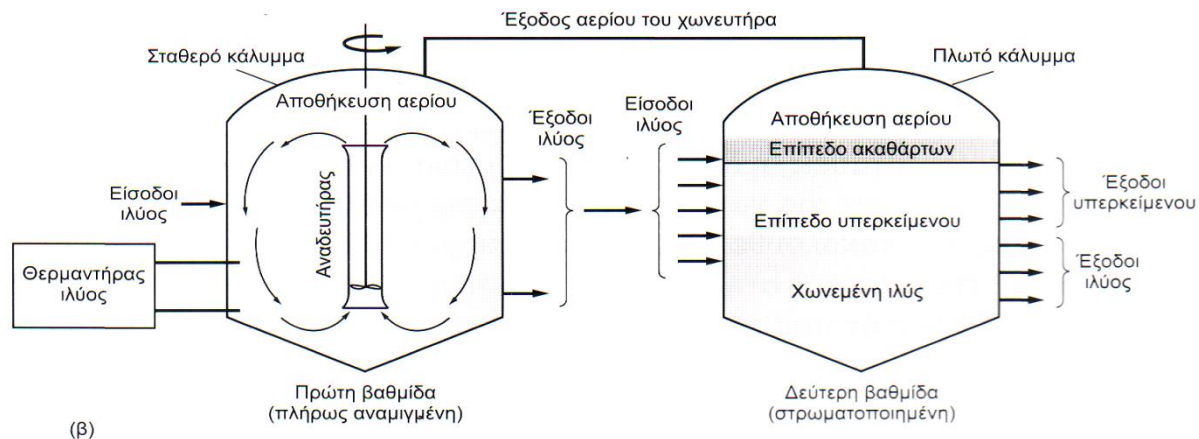 Έξοδος αερίου του χωνευτήρα
Σταθερό κάλυμμα
Πλωτό κάλυμμα
Αποθήκευση αερίου
Έξοδοι
ιλύος
Είσοδοι
ιλύος
Αποθήκευση αερίου
Επίπεδο ακαθάρτων
Είσοδοι
ιλύος
Αναδευτήρας
Επίπεδο υπερκείμενου
Έξοδοι
υπερκείμενου
Θερμαντήρας
ιλύος
Χωνεμένη ιλύς
Έξοδοι
ιλύος
Πρώτη βαθμίδα
(πλήρως αναμιγμένη)
Δεύτερη βαθμίδα
(στρωματοποιημένη)
(β)